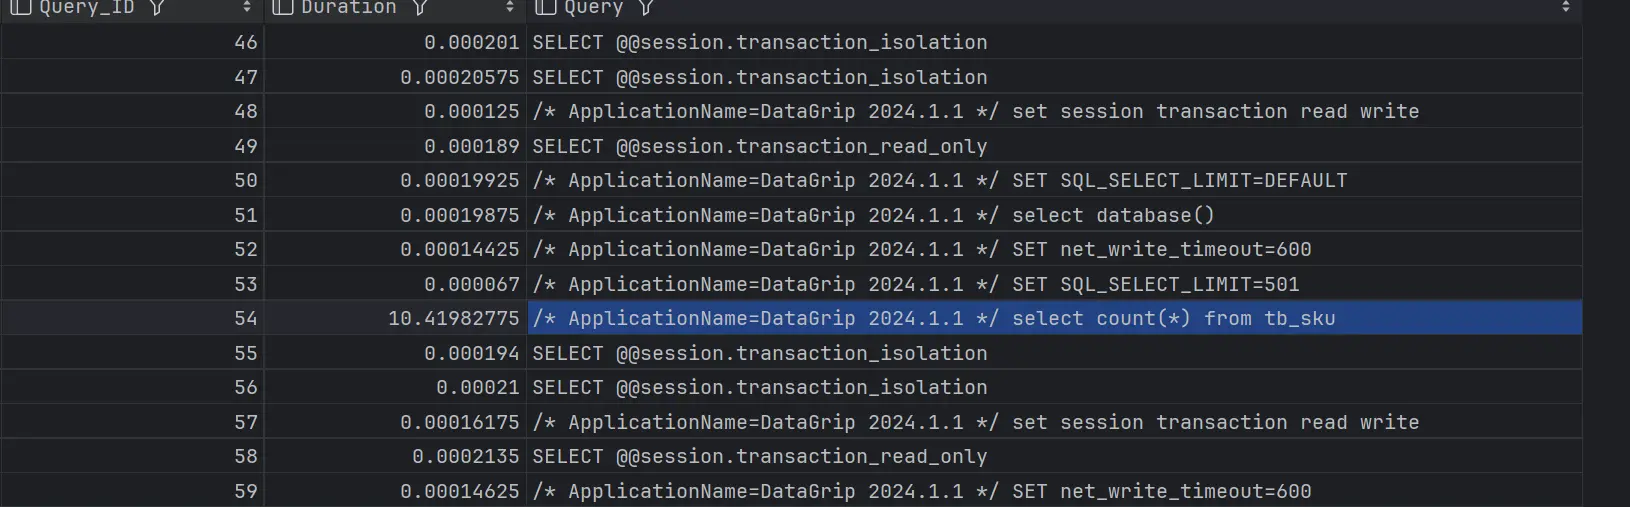 Query_ID Duration Query
46 0.000201 SELECT @@session.transaction_isolation
47 0.00020575 SELECT @@session.transaction_isolation
48 0.000125 /* ApplicationName=DataGrip 2024.1.1 */ set session transaction read write
49 0.000189 SELECT @@session.transaction_read_only
50 0.00019925 /* ApplicationName=DataGrip 2024.1.1 */ SET SQL_SELECT_LIMIT=DEFAULT
51 0.00019875 /* ApplicationName=DataGrip 2024.1.1 */ select database()
52 0.00014425 /* ApplicationName=DataGrip 2024.1.1 */ SET net_write_timeout=600
53 0.000067 /* ApplicationName=DataGrip 2024.1.1 */ SET SQL_SELECT_LIMIT=501
54 10.41982775 /* ApplicationName=DataGrip 2024.1.1 */ select count(*) from tb_sku
55 0.000194 SELECT @@session.transaction_isolation
56 0.00021 SELECT @@session.transaction_isolation
57 0.00016175 /* ApplicationName=DataGrip 2024.1.1 */ set session transaction read write
58 0.0002135 SELECT @@session.transaction_read_only
59 0.00014625 /* ApplicationName=DataGrip 2024.1.1 */ SET net_write_timeout=600